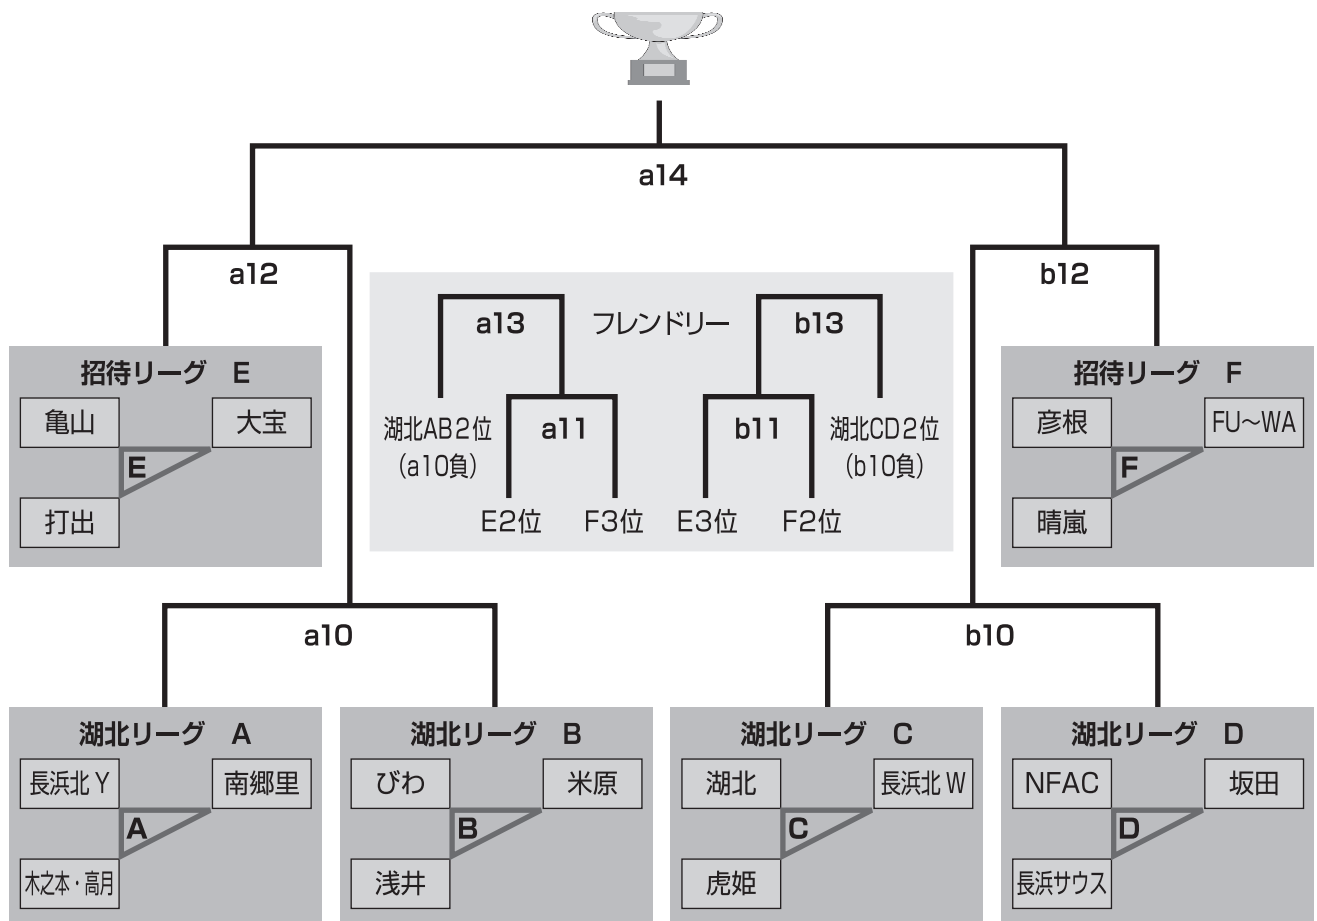 a14
a12
b12
a13
フレンドリー
b13
湖北AB2位
(a10負)
a11
b11
湖北CD2位
(b10負)
E2位
F3位
E3位
F2位
招待リーグ E
亀山
大宝
E
打出
招待リーグ F
彦根
FU～WA
F
晴嵐
a10
b10
湖北リーグ A
長浜北Y
南郷里
A
木之本・高月
湖北リーグ B
びわ
米原
B
浅井
湖北リーグ C
湖北
長浜北W
C
虎姫
湖北リーグ D
NFAC
坂田
D
長浜サウス